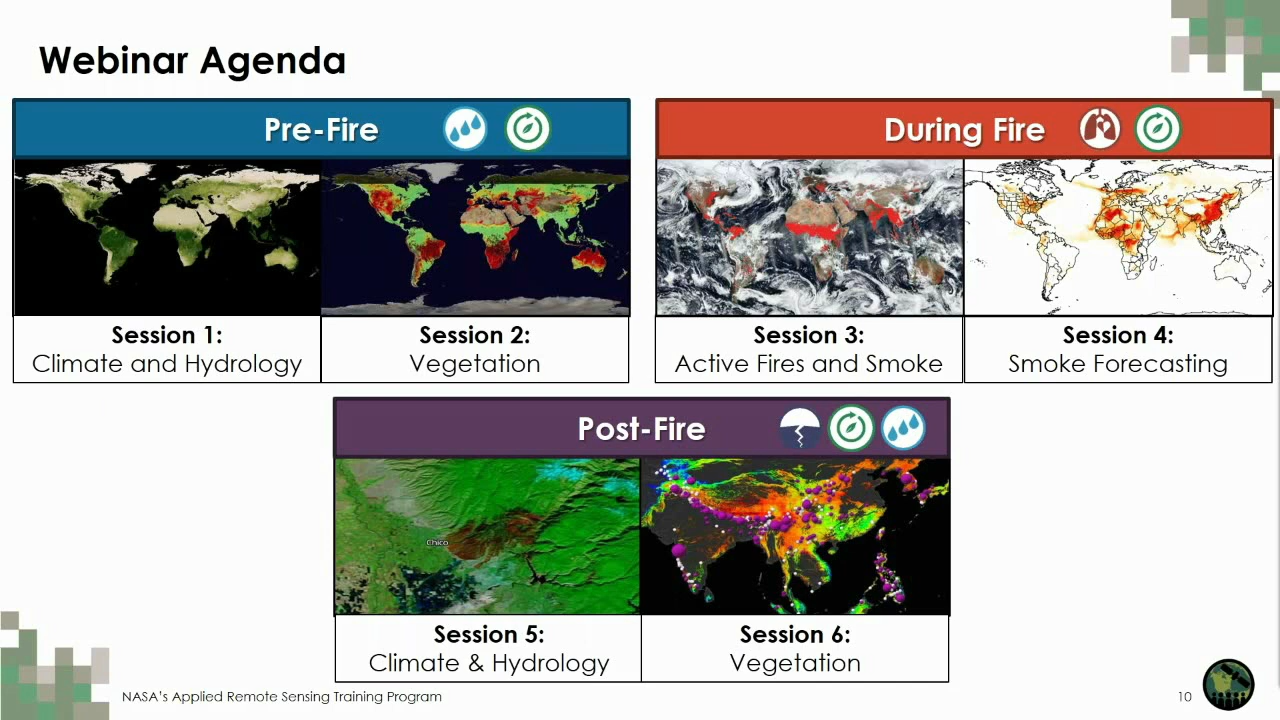 Webinar Agenda
Pre-Fire
During Fire
Session 1:
Climate and Hydrology
Session 2:
Vegetation
Session 3:
Active Fires and Smoke
Session 4:
Smoke Forecasting
Post-Fire
Chico
Session 5:
Climate & Hydrology
Session 6:
Vegetation
NASA's Applied Remote Sensing Training Program
10